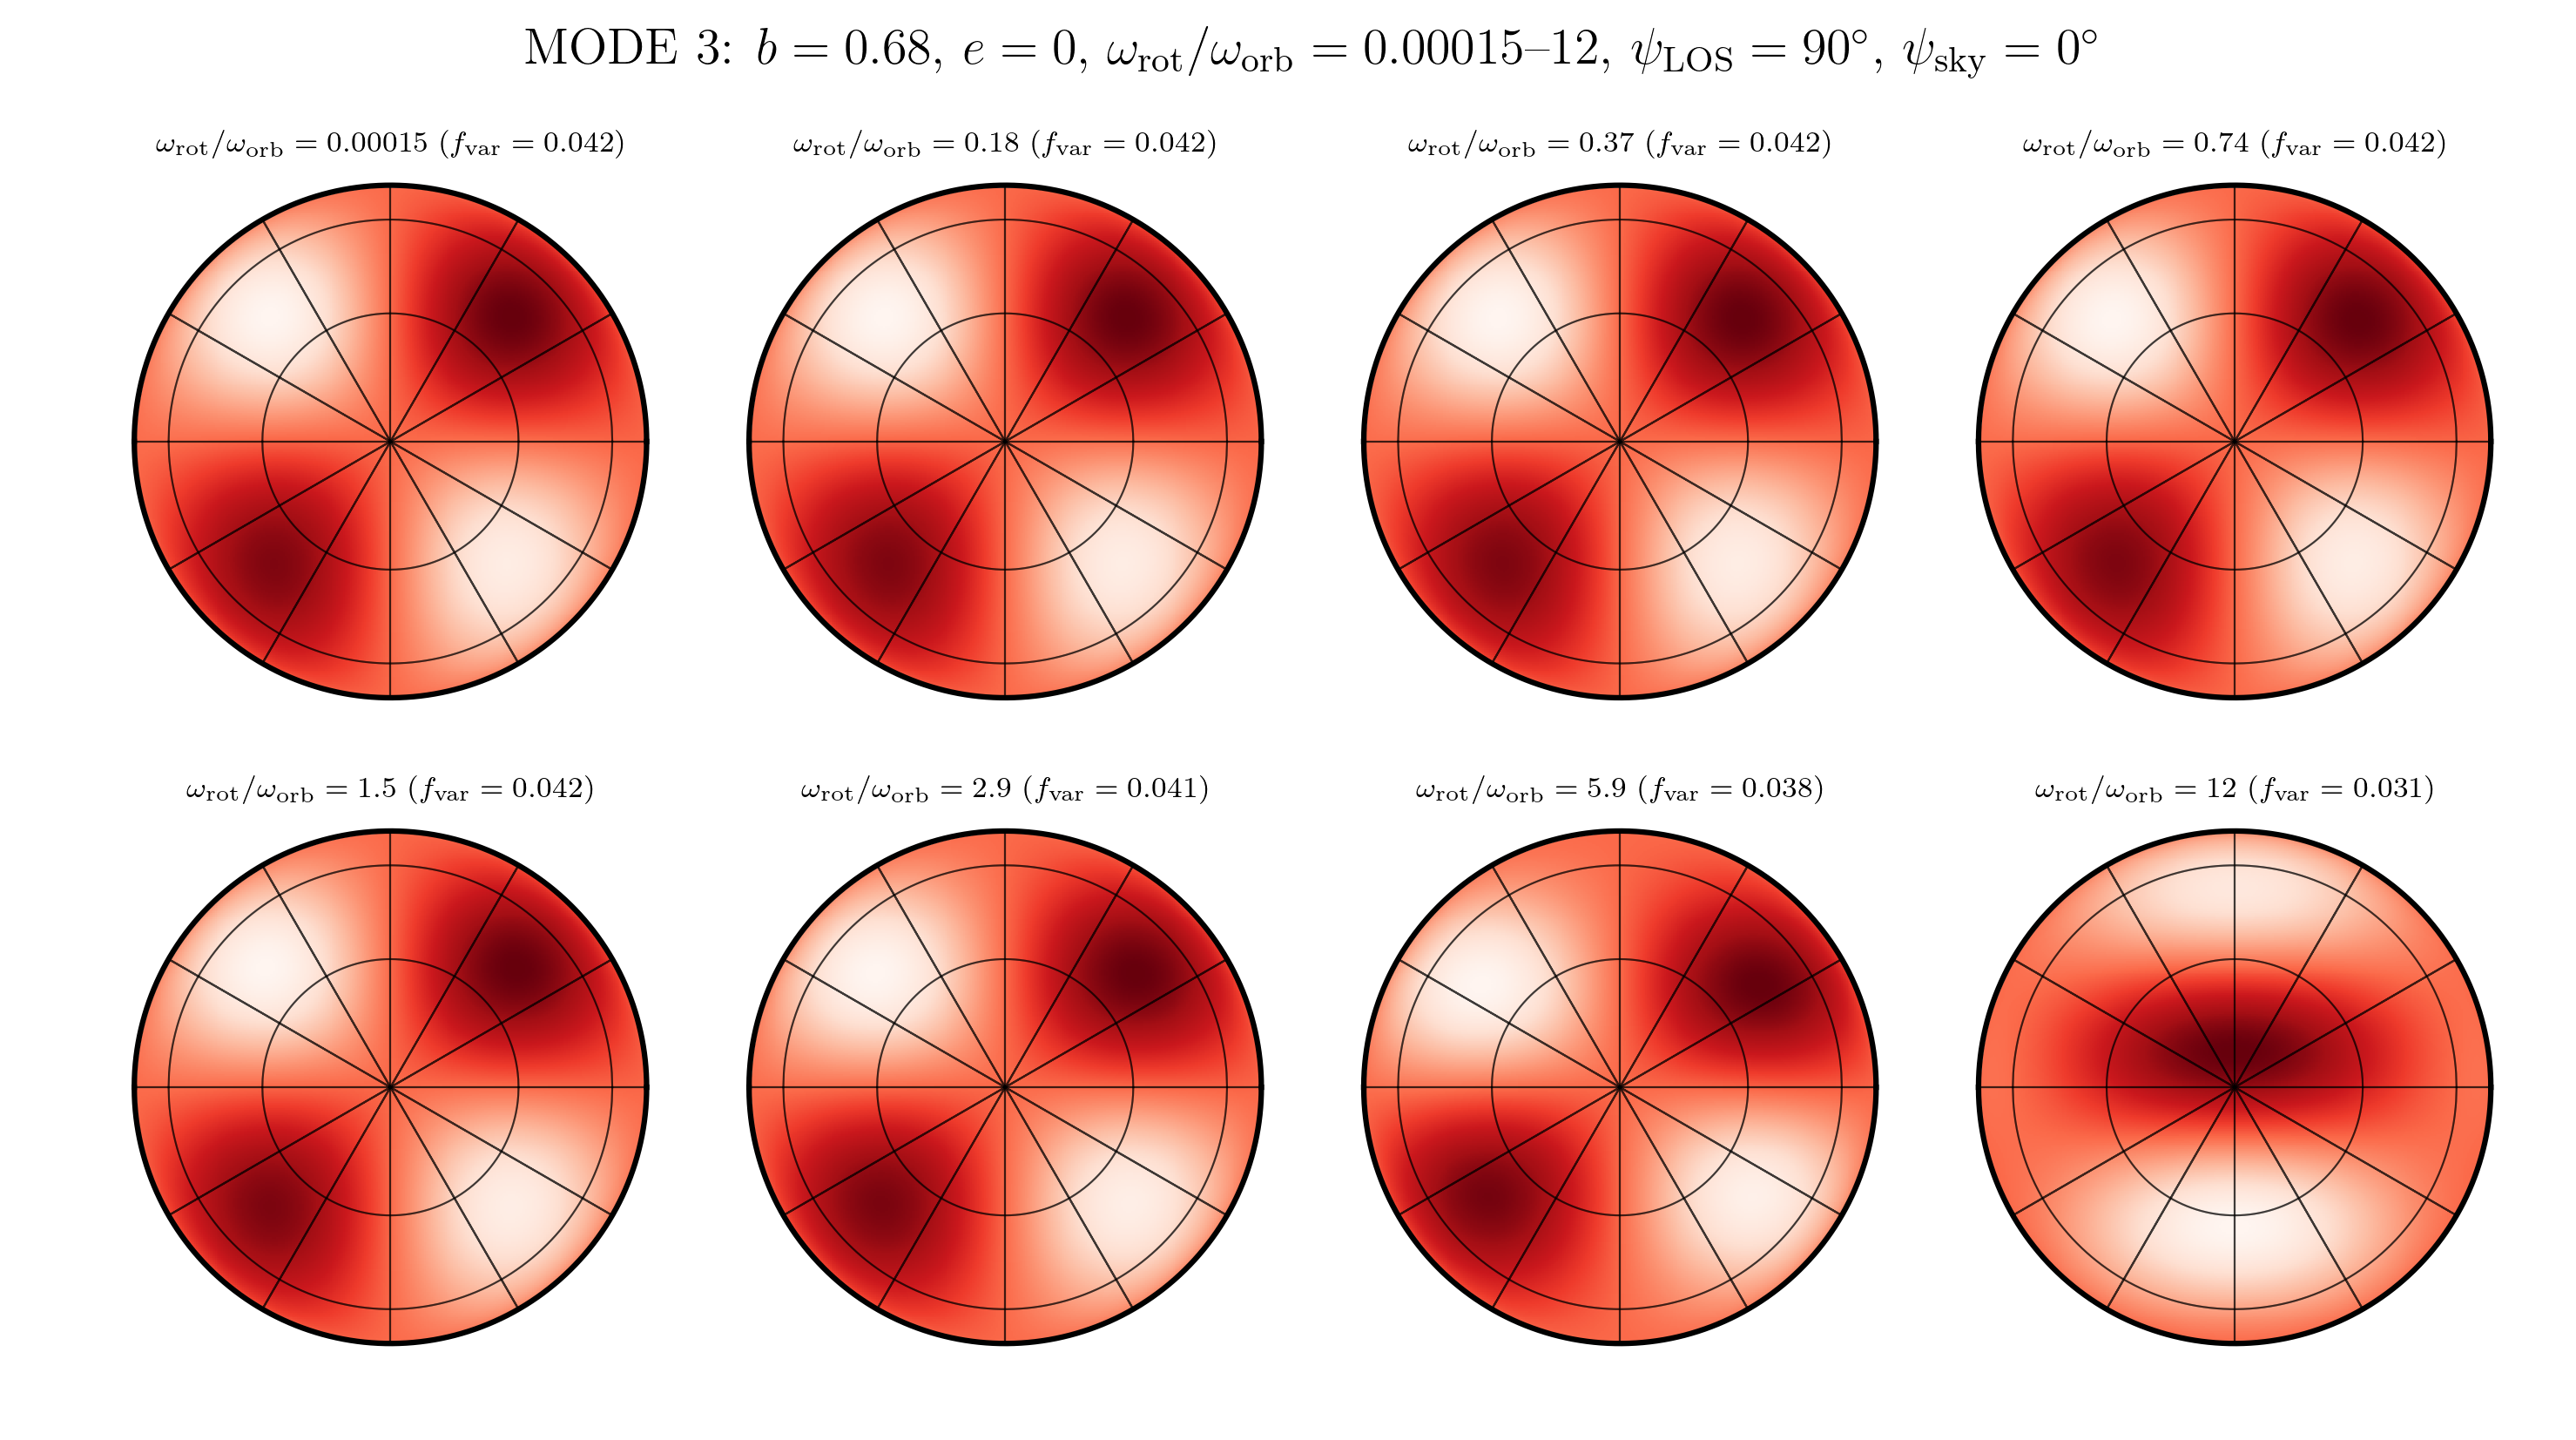 MODE 3: b = 0.68, e = 0, ω_rot/ω_orb = 0.00015–12, ψ_LOS = 90°, ψ_sky = 0°
ω_rot/ω_orb = 0.00015 (f_var = 0.042)
ω_rot/ω_orb = 0.18 (f_var = 0.042)
ω_rot/ω_orb = 0.37 (f_var = 0.042)
ω_rot/ω_orb = 0.74 (f_var = 0.042)
ω_rot/ω_orb = 1.5 (f_var = 0.042)
ω_rot/ω_orb = 2.9 (f_var = 0.041)
ω_rot/ω_orb = 5.9 (f_var = 0.038)
ω_rot/ω_orb = 12 (f_var = 0.031)